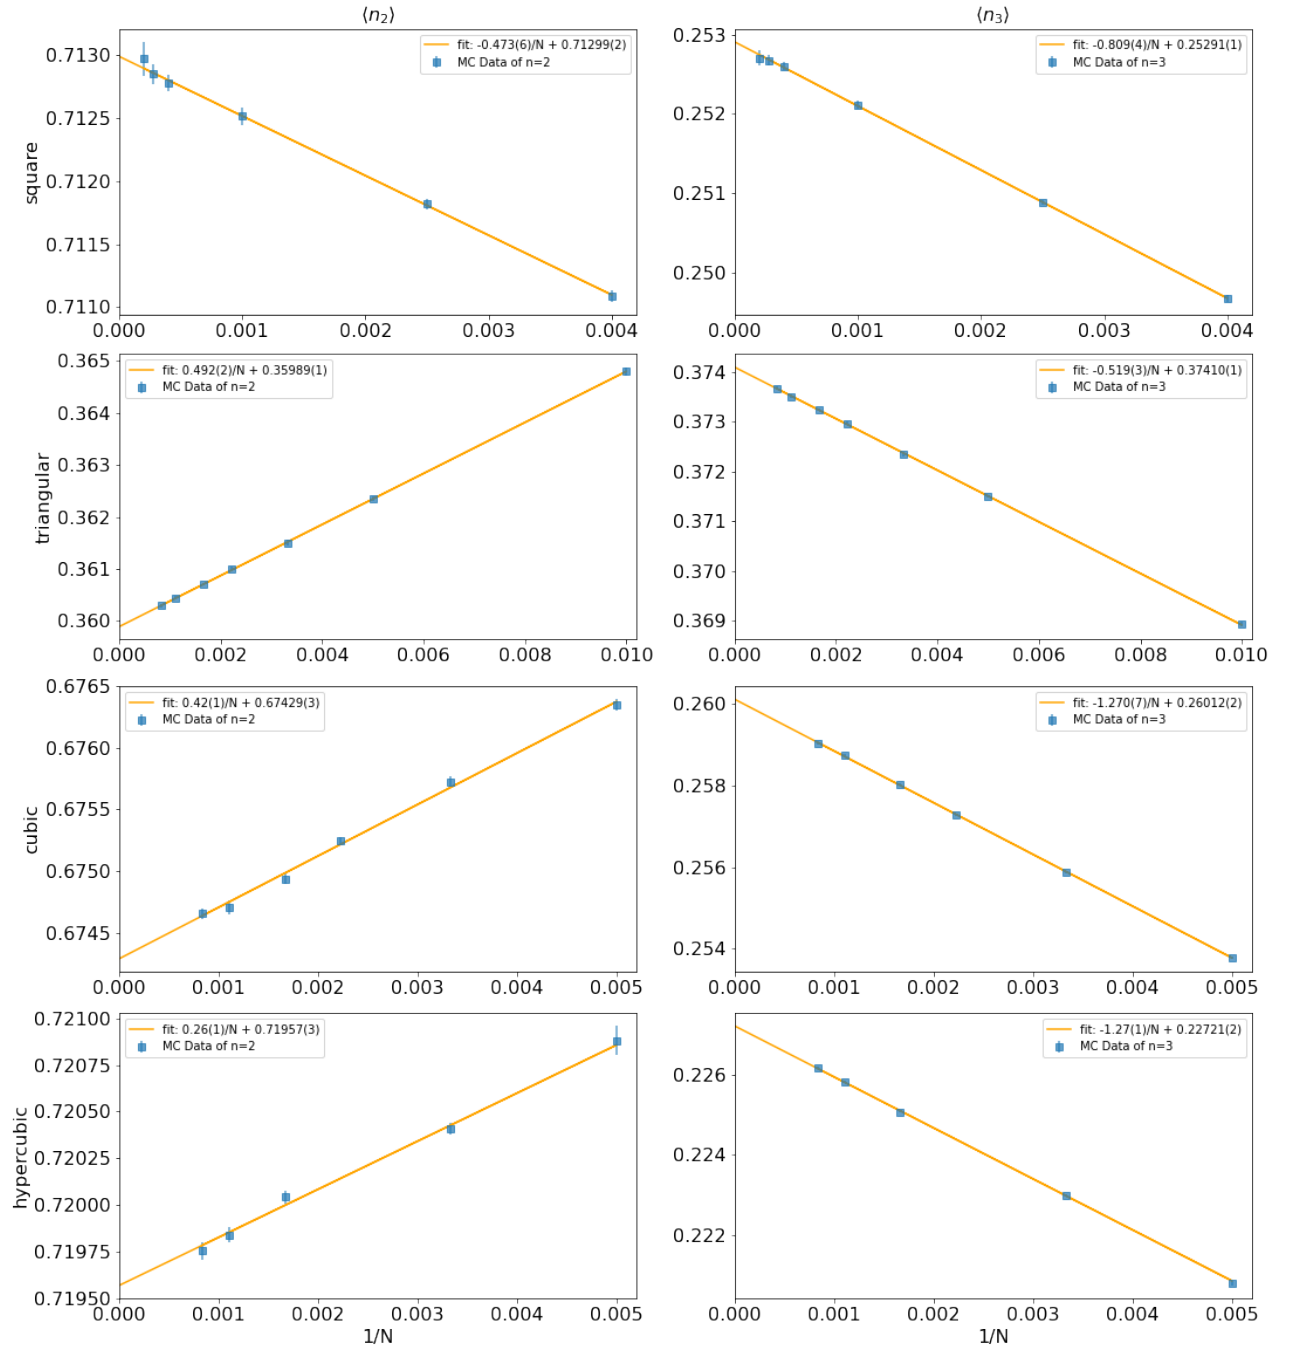 ⟨n₂⟩
⟨n₃⟩
square
0.7130
0.7125
0.7120
0.7115
0.7110
fit: -0.473(6)/N + 0.71299(2)
MC Data of n=2
0.000 0.001 0.002 0.003 0.004
0.253
0.252
0.251
0.250
fit: -0.809(4)/N + 0.25291(1)
MC Data of n=3
0.000 0.001 0.002 0.003 0.004
triangular
0.365
0.364
0.363
0.362
0.361
0.360
fit: 0.492(2)/N + 0.35989(1)
MC Data of n=2
0.000 0.002 0.004 0.006 0.008 0.010
0.374
0.373
0.372
0.371
0.370
0.369
fit: -0.519(3)/N + 0.37410(1)
MC Data of n=3
0.000 0.002 0.004 0.006 0.008 0.010
cubic
0.6765
0.6760
0.6755
0.6750
0.6745
fit: 0.42(1)/N + 0.67429(3)
MC Data of n=2
0.000 0.001 0.002 0.003 0.004 0.005
0.260
0.258
0.256
0.254
fit: -1.270(7)/N + 0.26012(2)
MC Data of n=3
0.000 0.001 0.002 0.003 0.004 0.005
hypercubic
0.72100
0.72075
0.72050
0.72025
0.72000
0.71975
0.71950
fit: 0.26(1)/N + 0.71957(3)
MC Data of n=2
0.000 0.001 0.002 0.003 0.004 0.005
1/N
0.226
0.224
0.222
fit: -1.27(1)/N + 0.22721(2)
MC Data of n=3
0.000 0.001 0.002 0.003 0.004 0.005
1/N